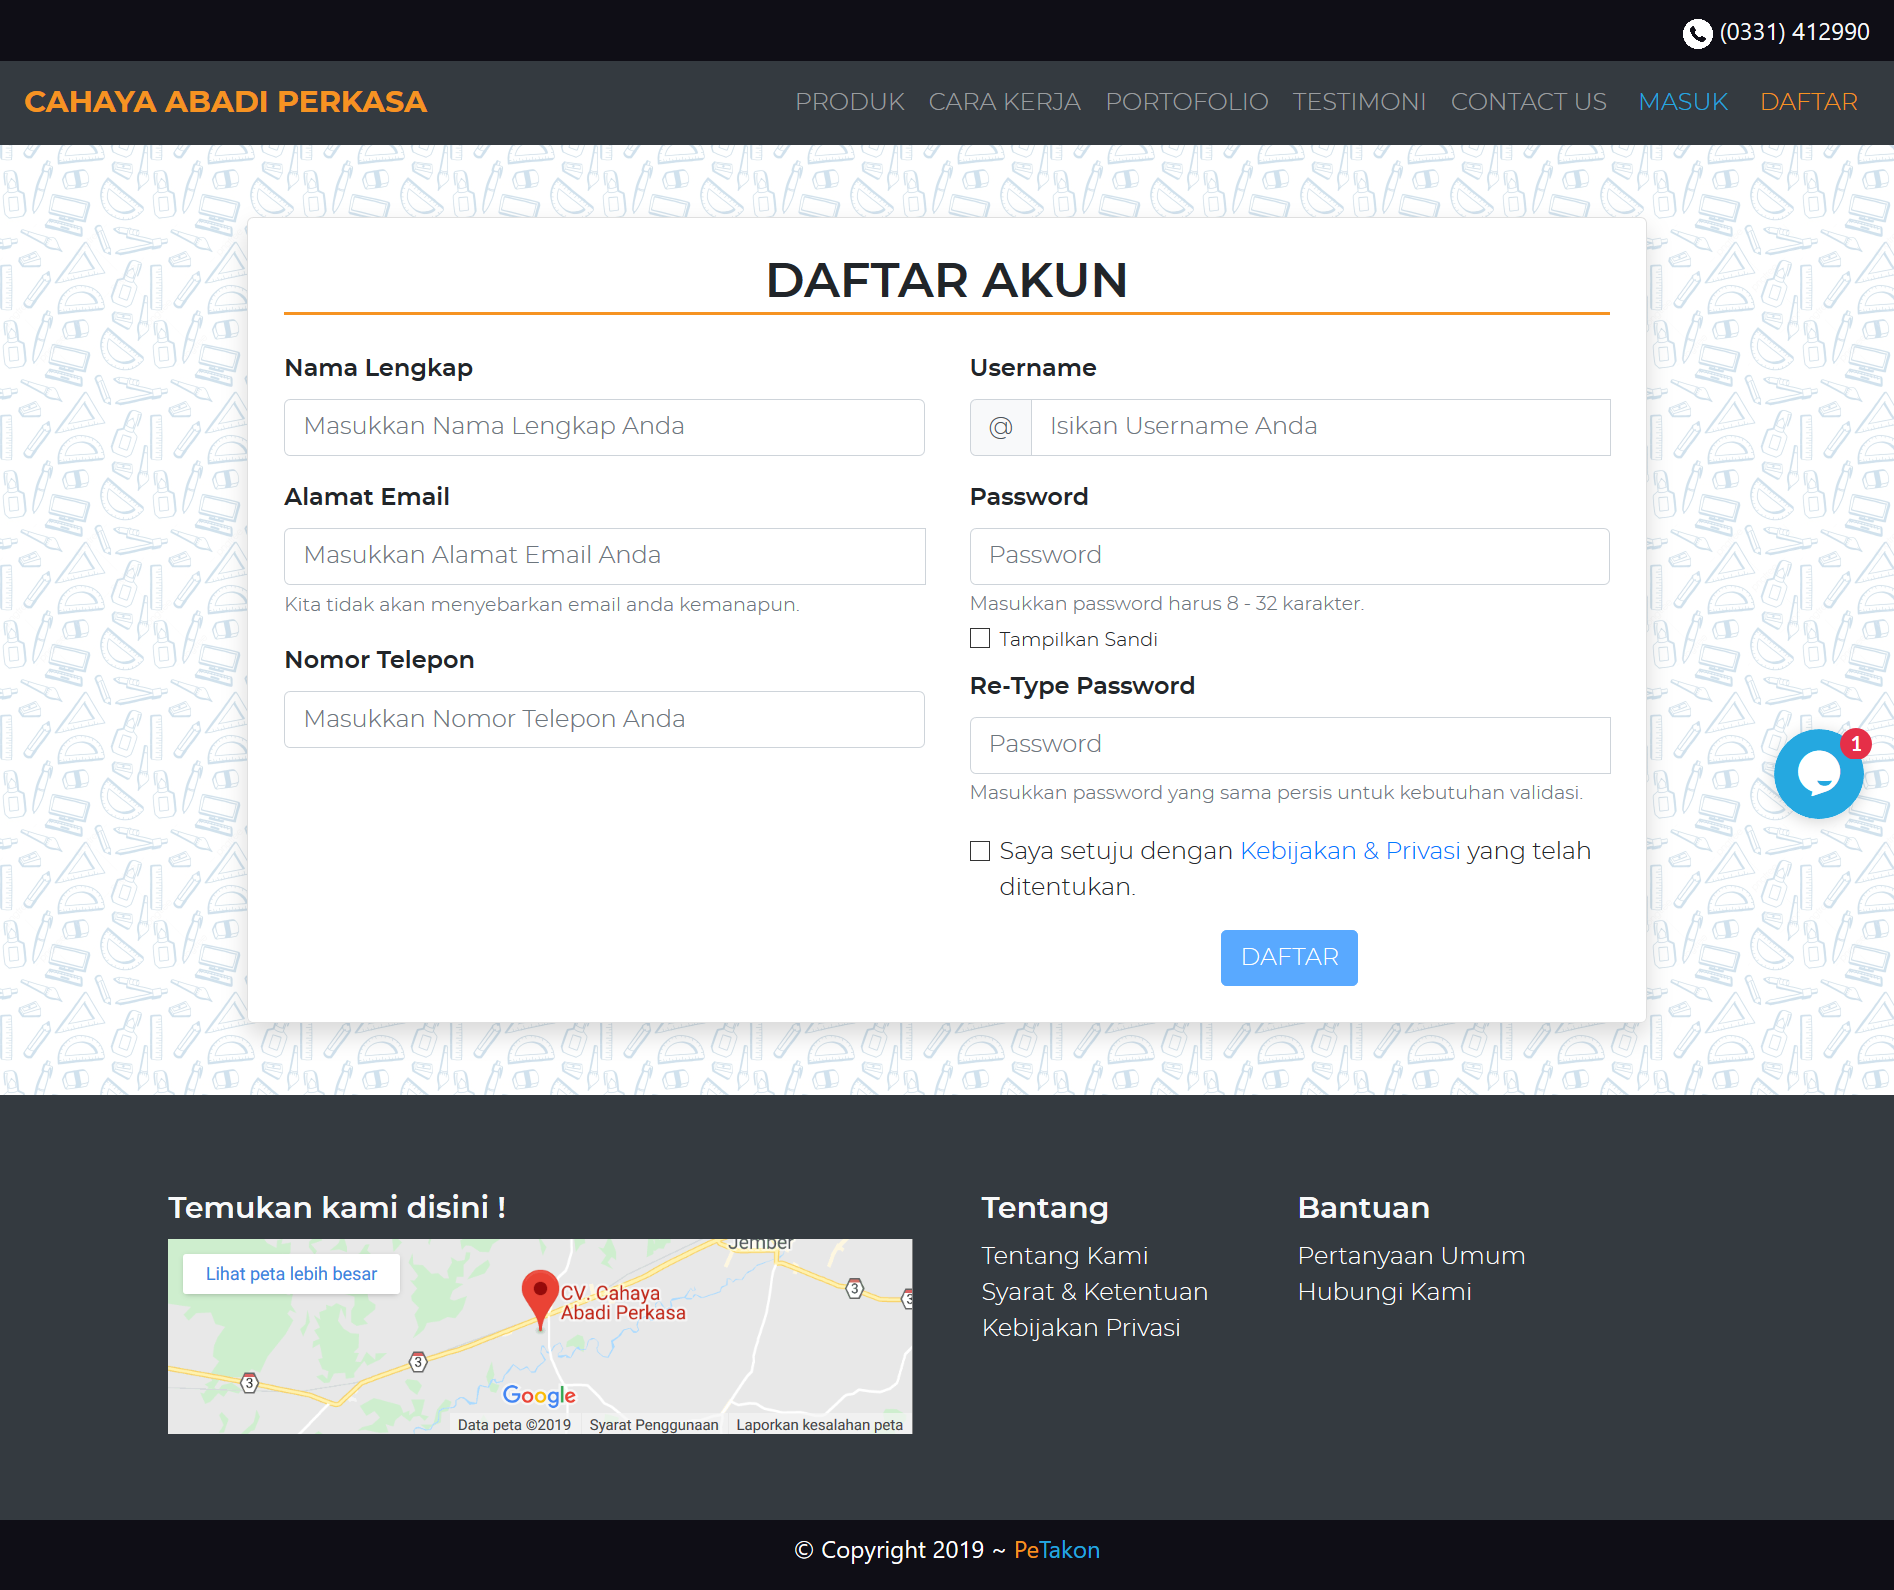 (0331) 412990
CAHAYA ABADI PERKASA
PRODUK CARA KERJA PORTOFOLIO TESTIMONI CONTACT US MASUK DAFTAR
DAFTAR AKUN
Nama Lengkap
Masukkan Nama Lengkap Anda
Alamat Email
Masukkan Alamat Email Anda
Kita tidak akan menyebarkan email anda kemanapun.
Nomor Telepon
Masukkan Nomor Telepon Anda
Username
@ Isikan Username Anda
Password
Password
Masukkan password harus 8 - 32 karakter.
Tampilkan Sandi
Re-Type Password
Password
Masukkan password yang sama persis untuk kebutuhan validasi.
Saya setuju dengan Kebijakan & Privasi yang telah
ditentukan.
DAFTAR
1
Temukan kami disini !
Lihat peta lebih besar
Jember
CV. Cahaya
Abadi Perkasa
3
3
3
3
Google
Data peta ©2019 Syarat Penggunaan Laporkan kesalahan peta
Tentang
Tentang Kami
Syarat & Ketentuan
Kebijakan Privasi
Bantuan
Pertanyaan Umum
Hubungi Kami
© Copyright 2019 ~ PeTakon